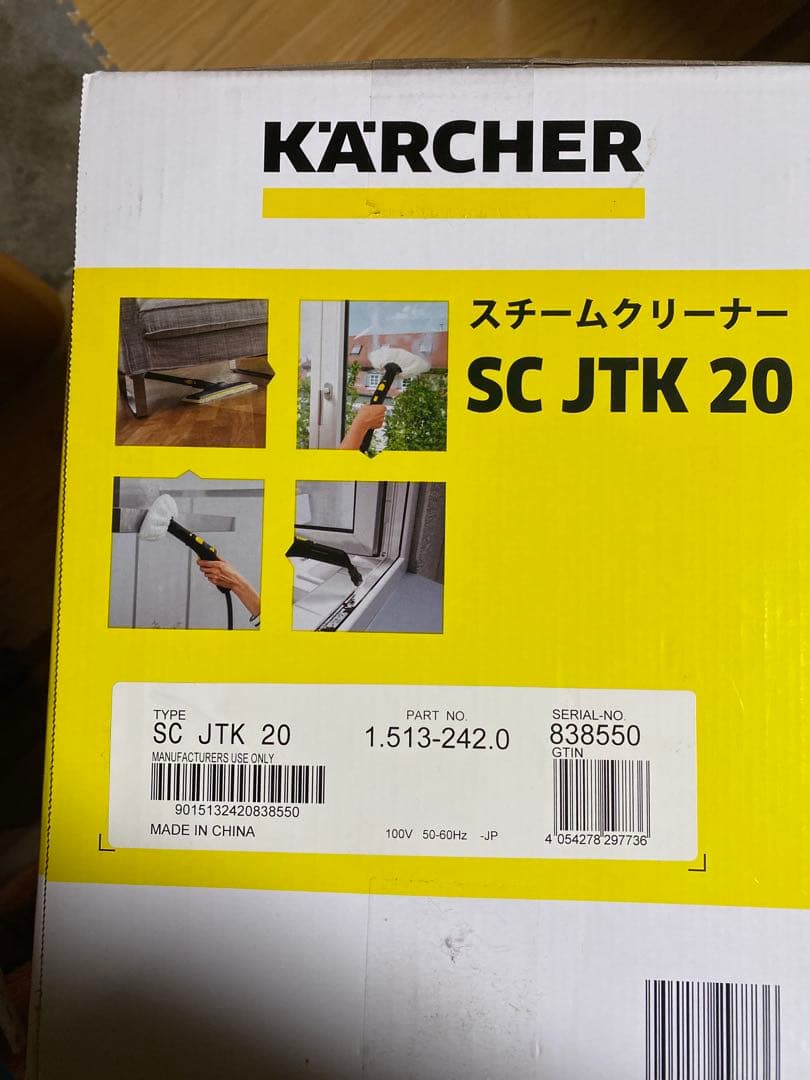 KÄRCHER
スチームクリーナー
SC JTK 20
TYPE
SC JTK 20
MANUFACTURERS USE ONLY
9015132420838550
MADE IN CHINA
PART NO.
1.513-242.0
100V 50-60Hz -JP
SERIAL-NO.
838550
GTIN
4 054278 297736